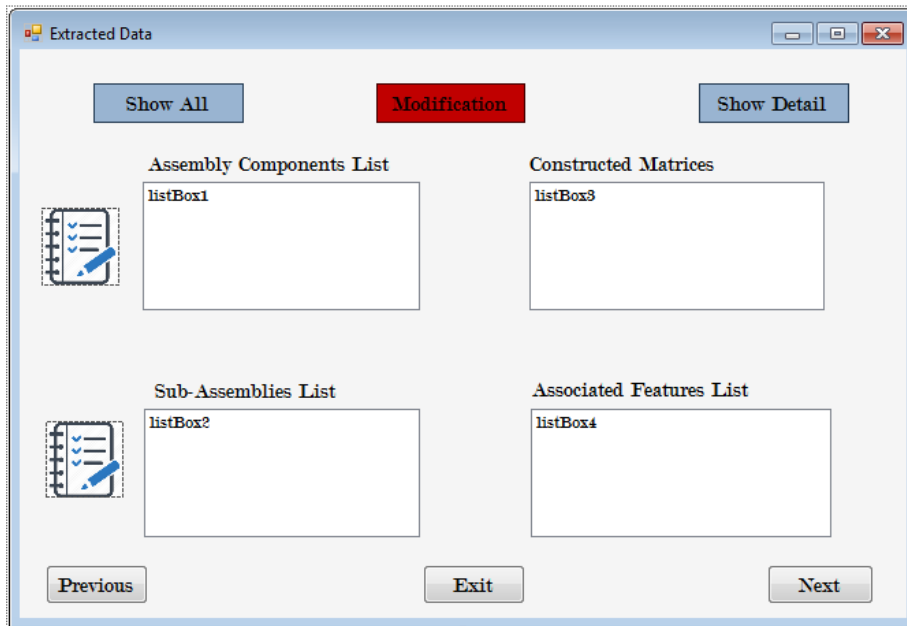 Extracted Data
Show All
Modification
Show Detail
Assembly Components List
Constructed Matrices
listBox1
listBox3
Sub-Assemblies List
Associated Features List
listBox2
listBox4
Previous
Exit
Next